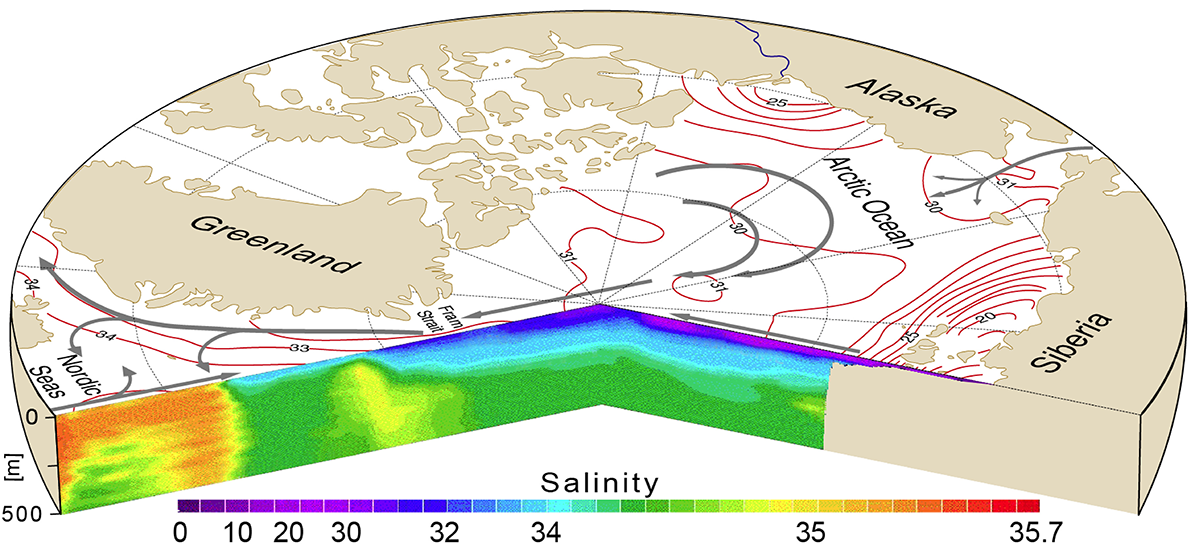 Alaska
25
Arctic Ocean
31
30
30
31
31
Greenland
20
23
Siberia
Fram
Strait
34
34
33
Nordic
Seas
0
[m]
500
Salinity
0 10 20 30 32 34 35 35.7